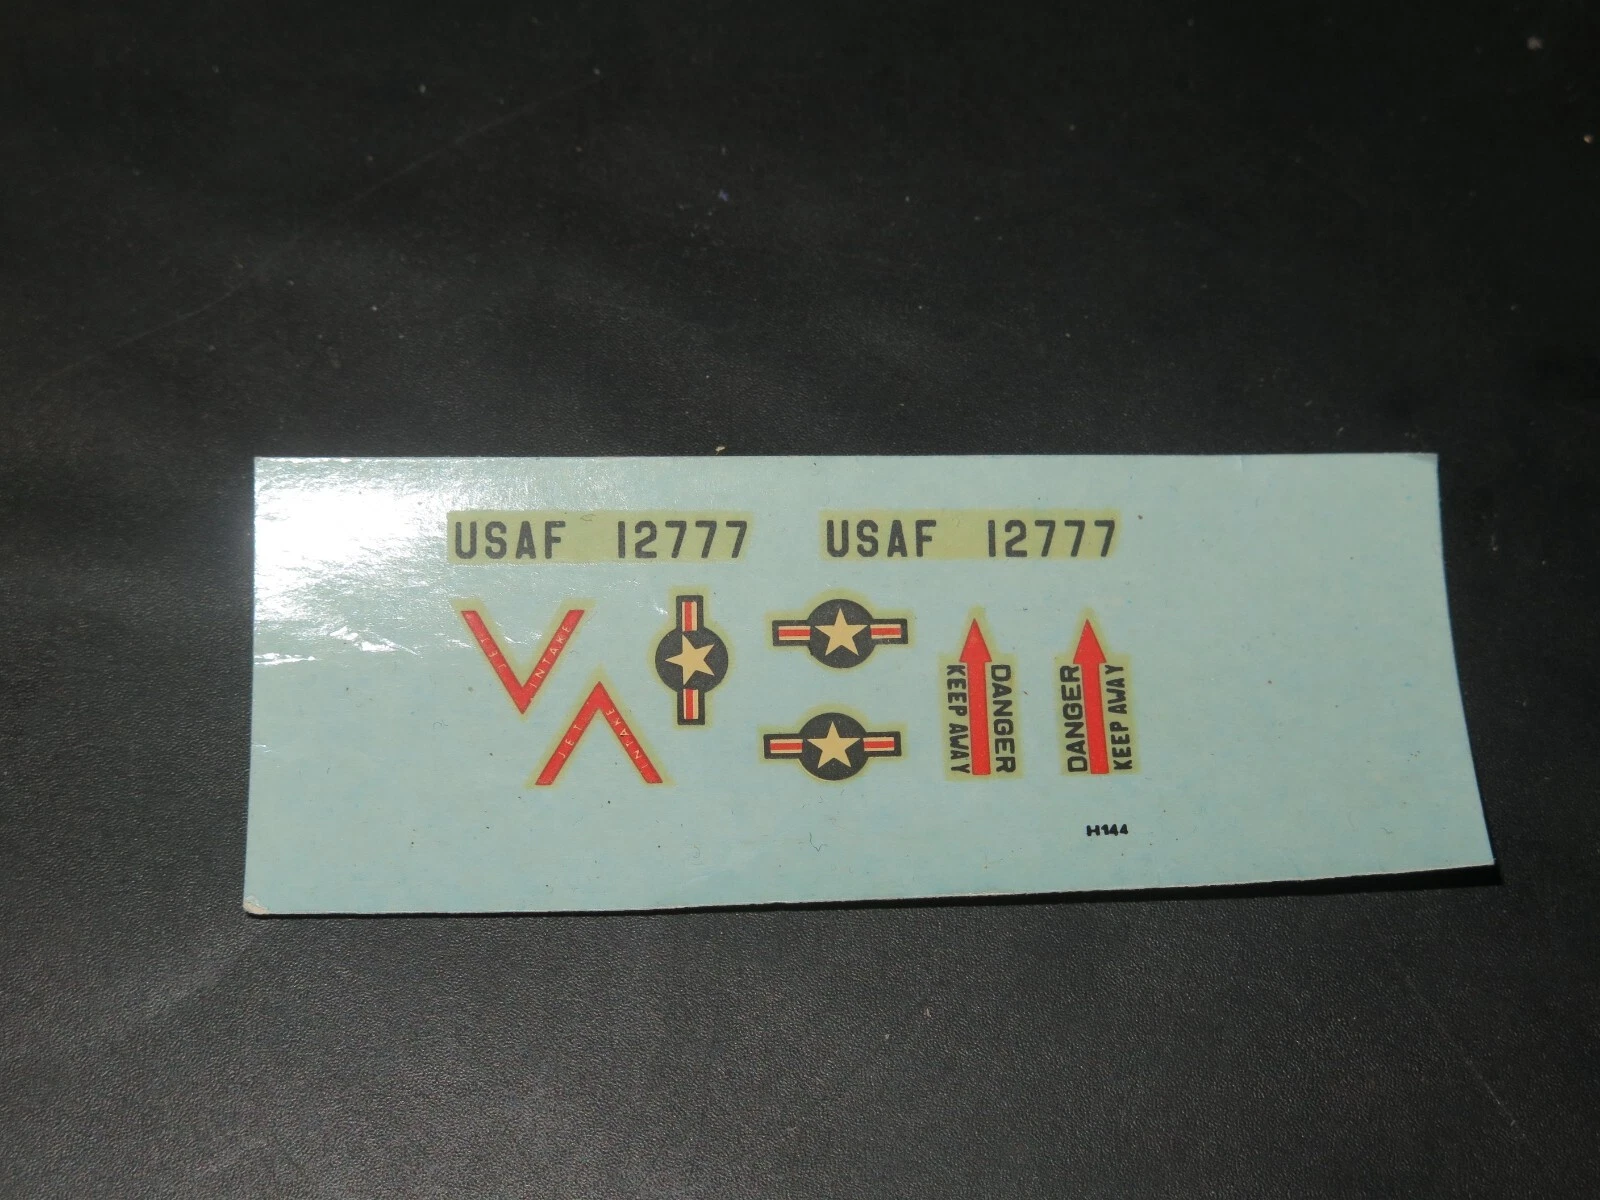 USAF 12777
USAF 12777
JET INTAKE
JET INTAKE
KEEP AWAY
DANGER
DANGER
KEEP AWAY
H144